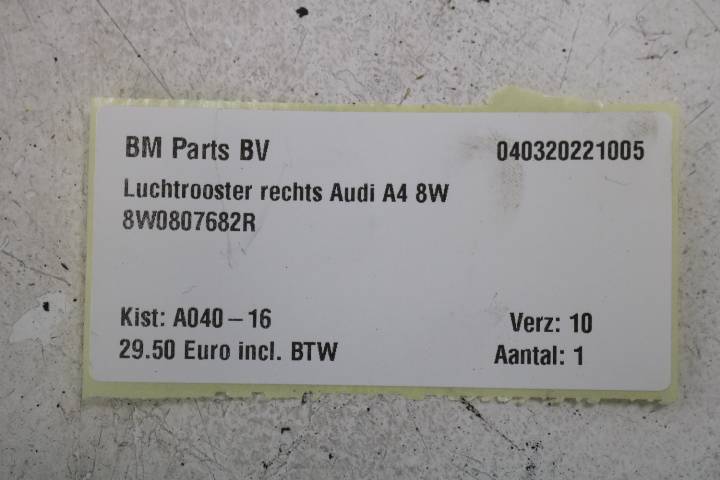 BM Parts BV 040320221005
Luchtrooster rechts Audi A4 8W
8W0807682R
Kist: A040-16 Verz: 10
29.50 Euro incl. BTW Aantal: 1